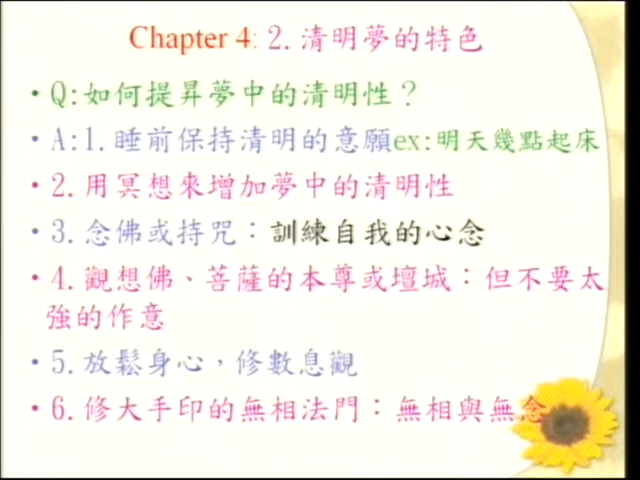 Chapter 4: 2.清明夢的特色
•Q:如何提昇夢中的清明性？
•A:1.睡前保持清明的意願ex:明天幾點起床
•2.用冥想來增加夢中的清明性
•3.念佛或持咒：訓練自我的心念
•4.觀想佛、菩薩的本尊或壇城：但不要太
強的作意
•5.放鬆身心，修數息觀
•6.修大手印的無相法門：無相與無念